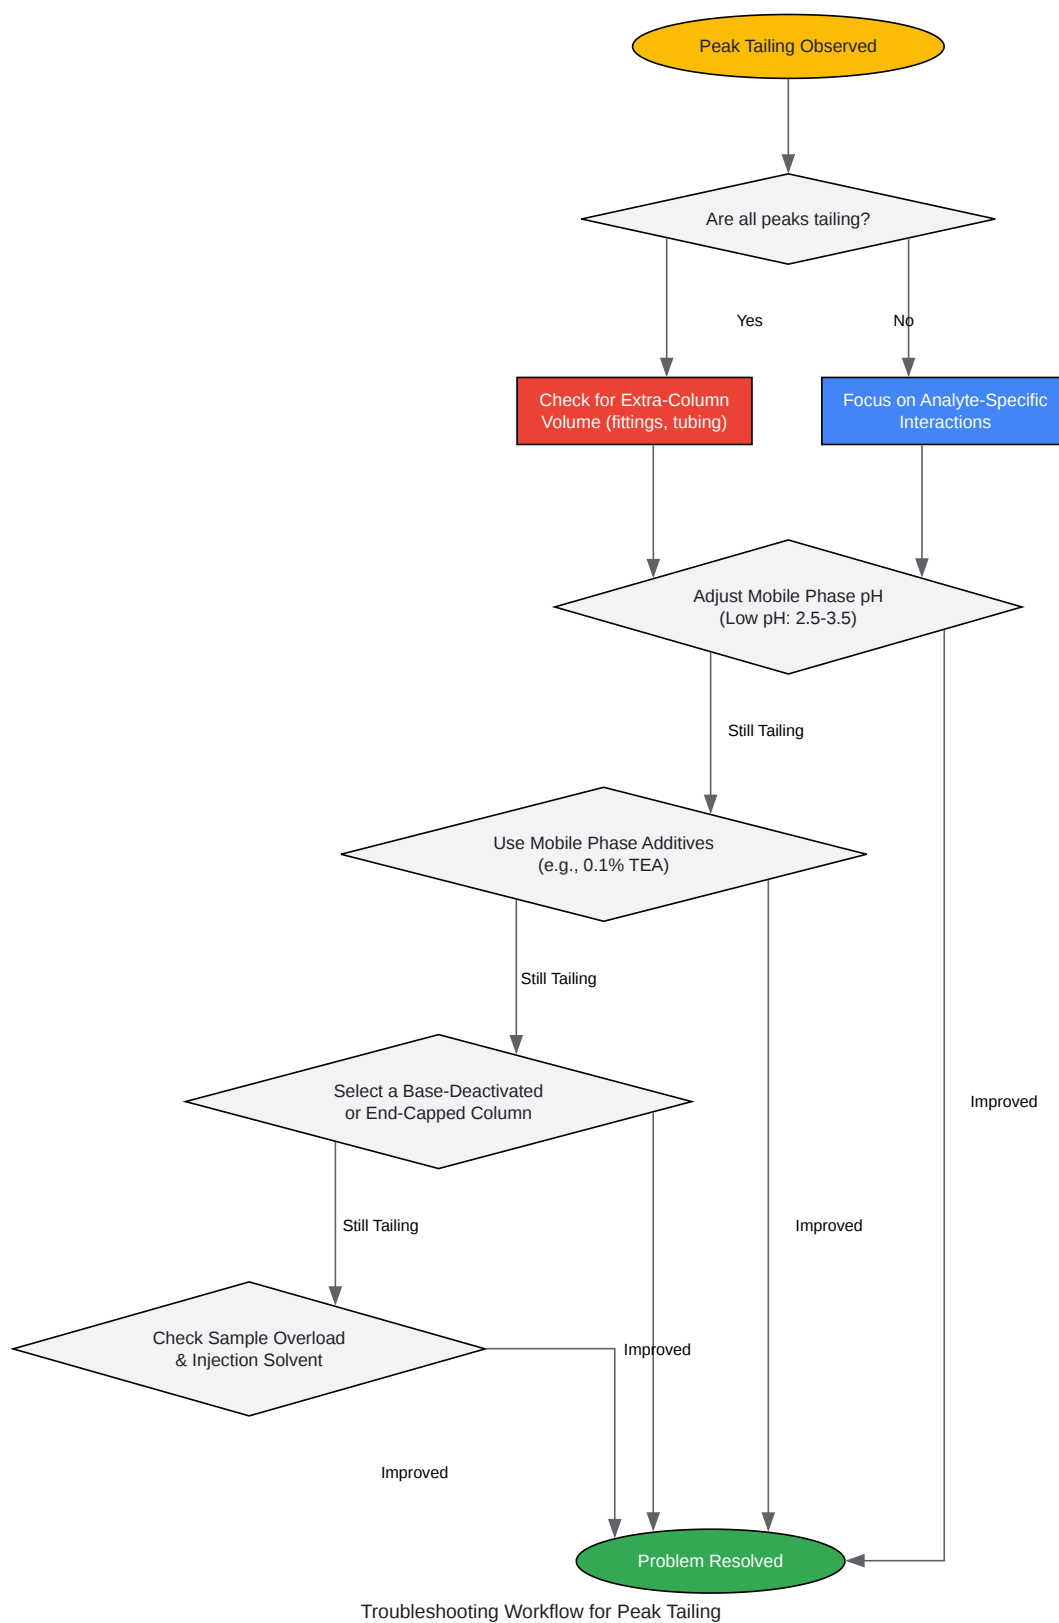 Peak Tailing Observed
Are all peaks tailing?
Yes
No
Check for Extra-Column
Volume (fittings, tubing)
Focus on Analyte-Specific
Interactions
Adjust Mobile Phase pH
(Low pH: 2.5-3.5)
Still Tailing
Use Mobile Phase Additives
(e.g., 0.1% TEA)
Still Tailing
Select a Base-Deactivated
or End-Capped Column
Improved
Still Tailing
Improved
Check Sample Overload
& Injection Solvent
Improved
Improved
Problem Resolved
Troubleshooting Workflow for Peak Tailing